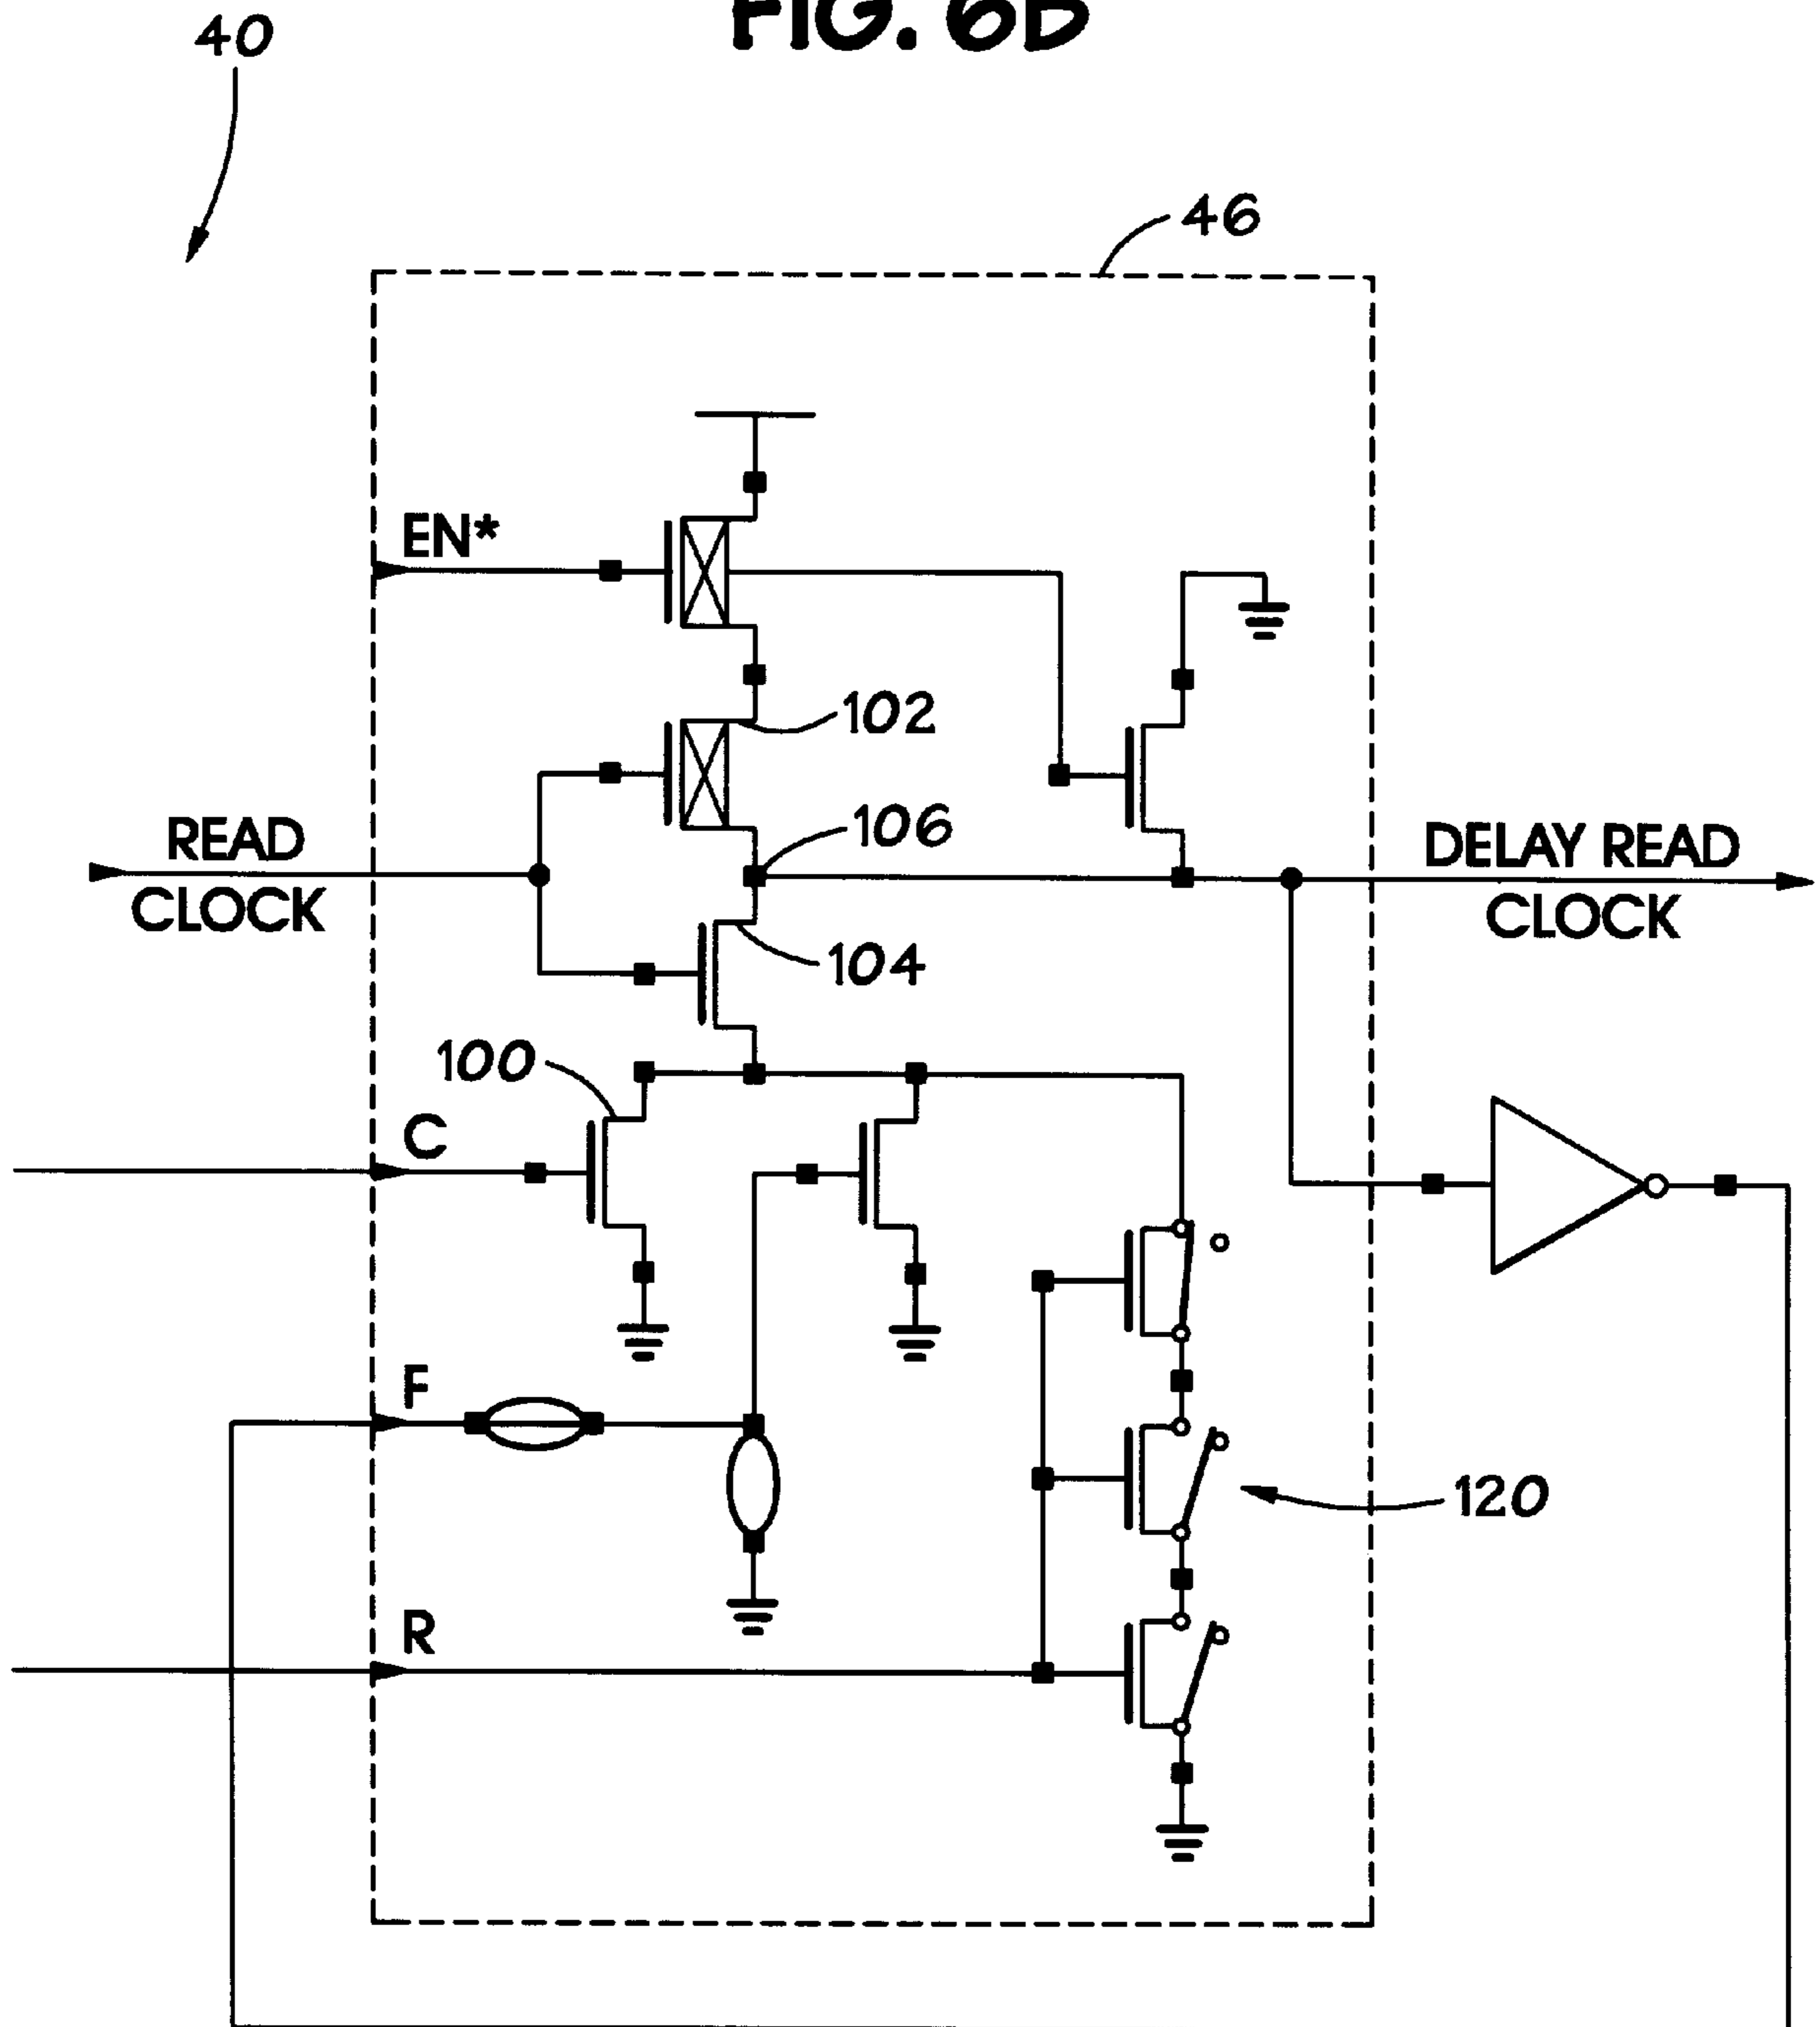 FIG. 6B
40
46
EN*
102
READ
CLOCK
106
DELAY READ
CLOCK
104
100
C
F
120
R